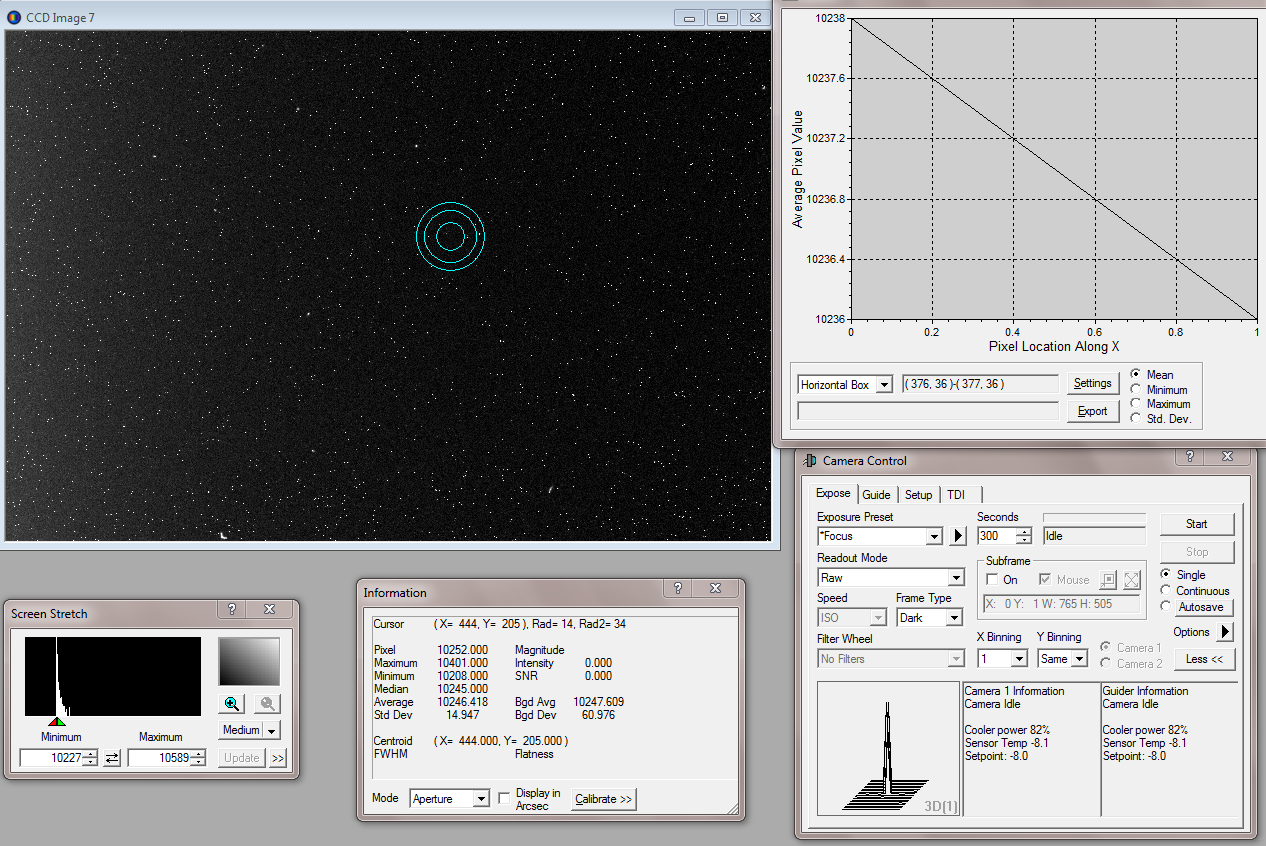 CCD Image 7
10238
10237.6
10237.2
10236.8
10236.4
10236
Average Pixel Value
0 0.2 0.4 0.6 0.8 1
Pixel Location Along X
Horizontal Box ( 376, 36 )-( 377, 36 ) Settings
Export
Mean
Minimum
Maximum
Std. Dev.
Camera Control
Expose Guide Setup TDI
Exposure Preset Seconds
*Focus 300 Idle Start
Stop
Readout Mode
Raw
Subframe
On Mouse
X: 0 Y: 1 W: 765 H: 505
Single
Continuous
Autosave
Speed Frame Type
ISO Dark
Options
Filter Wheel X Binning Y Binning
No Filters 1 Same
Camera 1
Camera 2
Less <<
3D(1)
Camera 1 Information
Camera Idle
Cooler power 82%
Sensor Temp -8.1
Setpoint: -8.0
Guider Information
Camera Idle
Cooler power 82%
Sensor Temp -8.1
Setpoint: -8.0
Screen Stretch
Medium
Minimum Maximum
10227 10589 Update >>
Information
Cursor ( X= 444, Y= 205 ), Rad= 14, Rad2= 34
Pixel 10252.000 Magnitude
Maximum 10401.000 Intensity 0.000
Minimum 10208.000 SNR 0.000
Median 10245.000
Average 10246.418 Bgd Avg 10247.609
Std Dev 14.947 Bgd Dev 60.976
Centroid ( X= 444.000, Y= 205.000 )
FWHM Flatness
Mode Aperture Display in Arcsec Calibrate >>